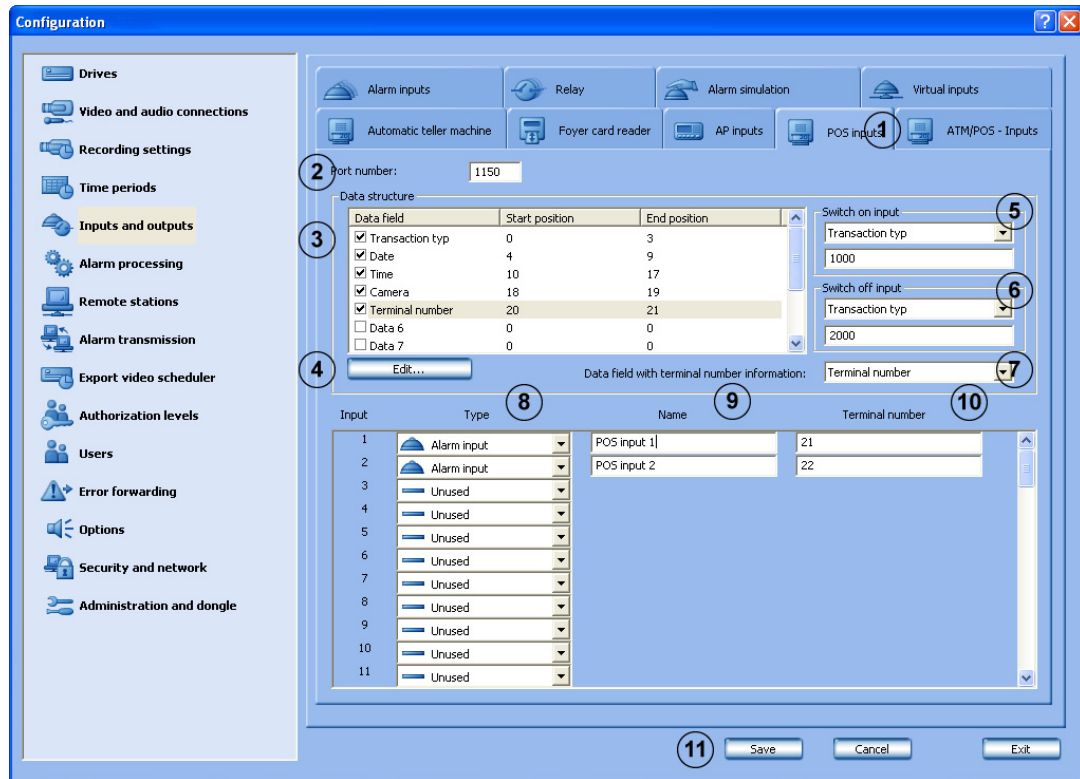 Configuration
Drives
Video and audio connections
Recording settings
Time periods
Inputs and outputs
Alarm processing
Remote stations
Alarm transmission
Export video scheduler
Authorization levels
Users
Error forwarding
Options
Security and network
Administration and dongle
Alarm inputs Relay Alarm simulation Virtual inputs
Automatic teller machine Foyer card reader AP inputs POS inputs 1 ATM/POS - Inputs
2 Port number: 1150
Data structure
Data field Start position End position
3
Transaction typ 0 3
Date 4 9
Time 10 17
Camera 18 19
Terminal number 20 21
Data 6 0 0
Data 7 0 0
Switch on input 5
Transaction typ
1000
Switch off input 6
Transaction typ
2000
4 Edit... Data field with terminal number information: Terminal number 7
Input Type 8 Name 9 Terminal number 10
1 Alarm input POS input 1 21
2 Alarm input POS input 2 22
3 Unused
4 Unused
5 Unused
6 Unused
7 Unused
8 Unused
9 Unused
10 Unused
11 Unused
11 Save Cancel Exit